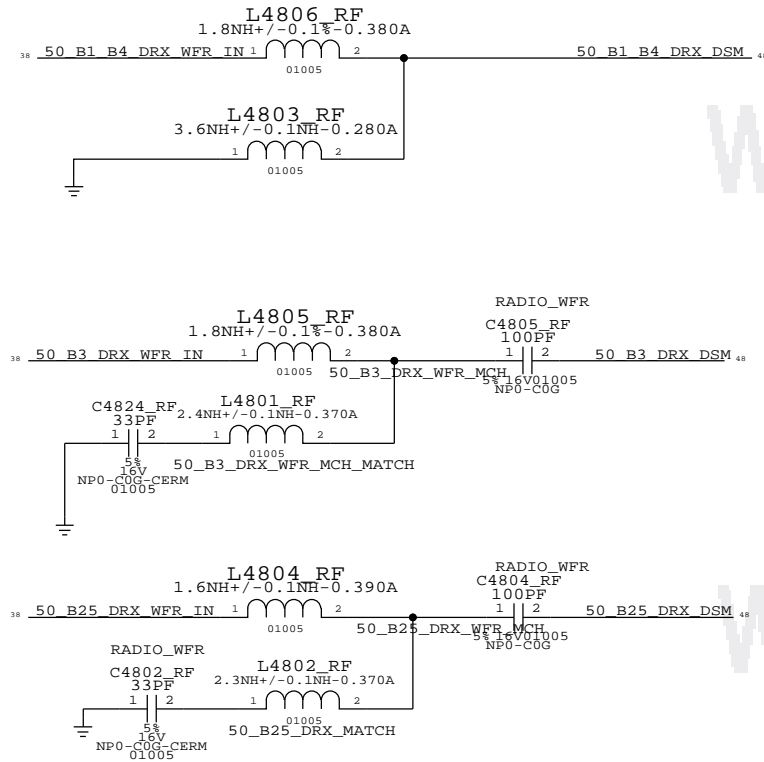 L4806_RF
1.8NH+/-0.1%-0.380A
38 50_B1_B4_DRX_WFR_IN 1 2 50_B1_B4_DRX_DSM
01005
L4803_RF
3.6NH+/-0.1NH-0.280A
1 2
01005
RADIO_WFR
L4805_RF C4805_RF
1.8NH+/-0.1%-0.380A 100PF
38 50_B3_DRX_WFR_IN 1 2 1 2 50_B3_DRX_DSM 48
01005 50_B3_DRX_WFR_MCH 5% 16V 01005
NP0-C0G
C4824_RF L4801_RF
33PF 2.4NH+/-0.1NH-0.370A
1 2 1 2
01005
5% 50_B3_DRX_WFR_MCH_MATCH
16V
NP0-C0G-CERM
01005
L4804_RF RADIO_WFR
1.6NH+/-0.1NH-0.390A C4804_RF
100PF
38 50_B25_DRX_WFR_IN 1 2 1 2 50_B25_DRX_DSM 48
01005 50_B25_DRX_WFR_MCH 5% 16V 01005
NP0-C0G
RADIO_WFR
C4802_RF L4802_RF
33PF 2.3NH+/-0.1NH-0.370A
1 2 1 2
01005
5% 50_B25_DRX_MATCH
16V
NP0-C0G-CERM
01005